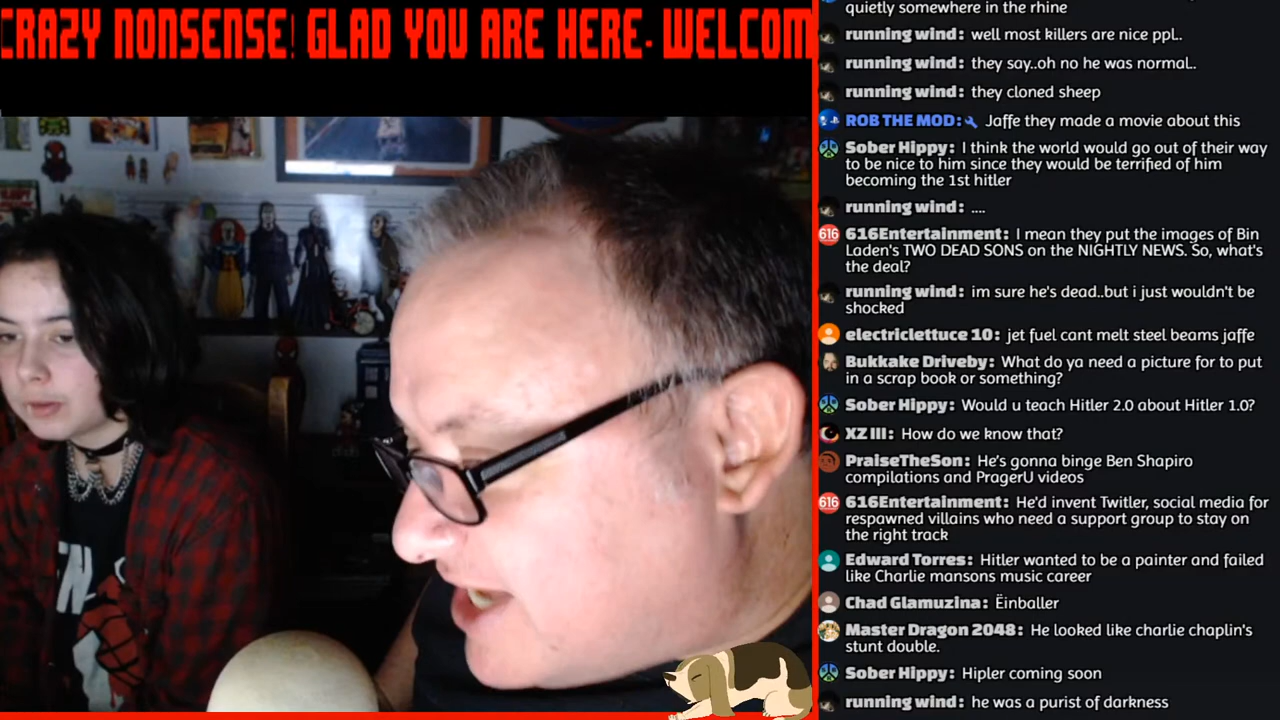 CRAZY NONSENSE! GLAD YOU ARE HERE. WELCOM
quietly somewhere in the rhine
running wind: well most killers are nice ppl..
running wind: they say..oh no he was normal..
running wind: they cloned sheep
ROB THE MOD: Jaffe they made a movie about this
Sober Hippy: I think the world would go out of their way
to be nice to him since they would be terrified of him
becoming the 1st hitler
running wind: ....
616 616Entertainment: I mean they put the images of Bin
Laden's TWO DEAD SONS on the NIGHTLY NEWS. So, what's
the deal?
running wind: im sure he's dead..but i just wouldn't be
shocked
electriclettuce 10: jet fuel cant melt steel beams jaffe
Bukkake Driveby: What do ya need a picture for to put
in a scrap book or something?
Sober Hippy: Would u teach Hitler 2.0 about Hitler 1.0?
XZ III: How do we know that?
PraiseTheSon: He's gonna binge Ben Shapiro
compilations and PragerU videos
616 616Entertainment: He'd invent Twitler, social media for
respawned villains who need a support group to stay on
the right track
Edward Torres: Hitler wanted to be a painter and failed
like Charlie mansons music career
Chad Glamuzina: Ëinballer
Master Dragon 2048: He looked like charlie chaplin's
stunt double.
Sober Hippy: Hipler coming soon
running wind: he was a purist of darkness